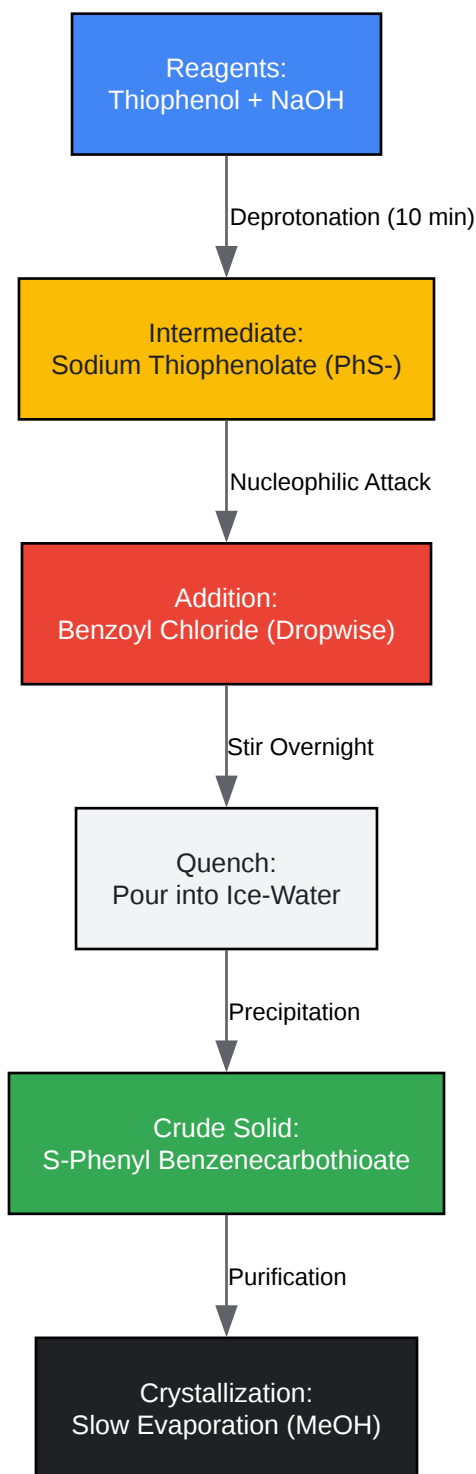 Reagents:
Thiophenol + NaOH
Deprotonation (10 min)
Intermediate:
Sodium Thiophenolate (PhS-)
Nucleophilic Attack
Addition:
Benzoyl Chloride (Dropwise)
Stir Overnight
Quench:
Pour into Ice-Water
Precipitation
Crude Solid:
S-Phenyl Benzenecarbothioate
Purification
Crystallization:
Slow Evaporation (MeOH)